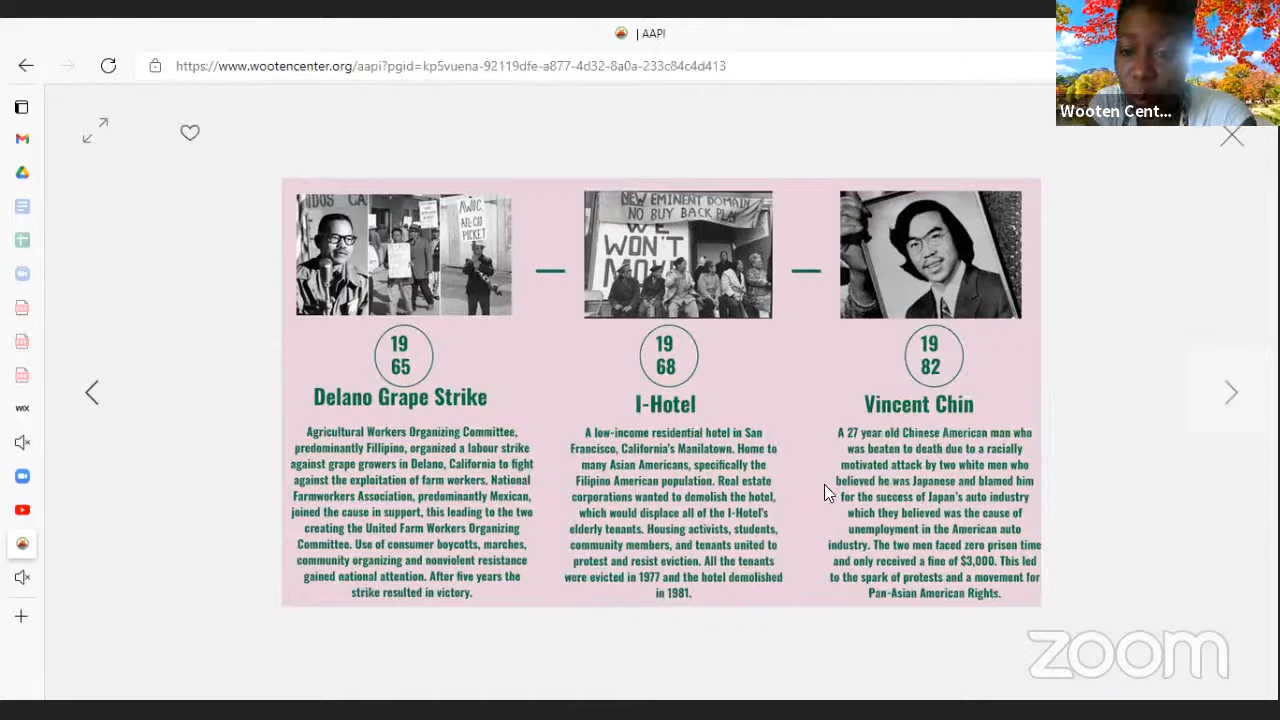 | AAPI
https://www.wootencenter.org/aapi?pgid=kp5vuena-92119dfe-a877-4d32-8a0a-233c84c4d413
Wooten Cent...
IDOS CA
AWOC
AFL-CIO
PICKET
NEW EMINENT DOMAIN
NO BUY BACK PLAN
WE
WON'T
MOVE
19
65
Delano Grape Strike
Agricultural Workers Organizing Committee,
predominantly Fillipino, organized a labour strike
against grape growers in Delano, California to fight
against the exploitation of farm workers. National
Farmworkers Association, predominantly Mexican,
joined the cause in support, this leading to the two
creating the United Farm Workers Organizing
Committee. Use of consumer boycotts, marches,
community organizing and nonviolent resistance
gained national attention. After five years the
strike resulted in victory.
19
68
I-Hotel
A low-income residential hotel in San
Francisco, California's Manilatown. Home to
many Asian Americans, specifically the
Filipino American population. Real estate
corporations wanted to demolish the hotel,
which would displace all of the I-Hotel's
elderly tenants. Housing activists, students,
community members, and tenants united to
protest and resist eviction. All the tenants
were evicted in 1977 and the hotel demolished
in 1981.
19
82
Vincent Chin
A 27 year old Chinese American man who
was beaten to death due to a racially
motivated attack by two white men who
believed he was Japanese and blamed him
for the success of Japan's auto industry
which they believed was the cause of
unemployment in the American auto
industry. The two men faced zero prison time
and only received a fine of $3,000. This led
to the spark of protests and a movement for
Pan-Asian American Rights.
WIX
zoom